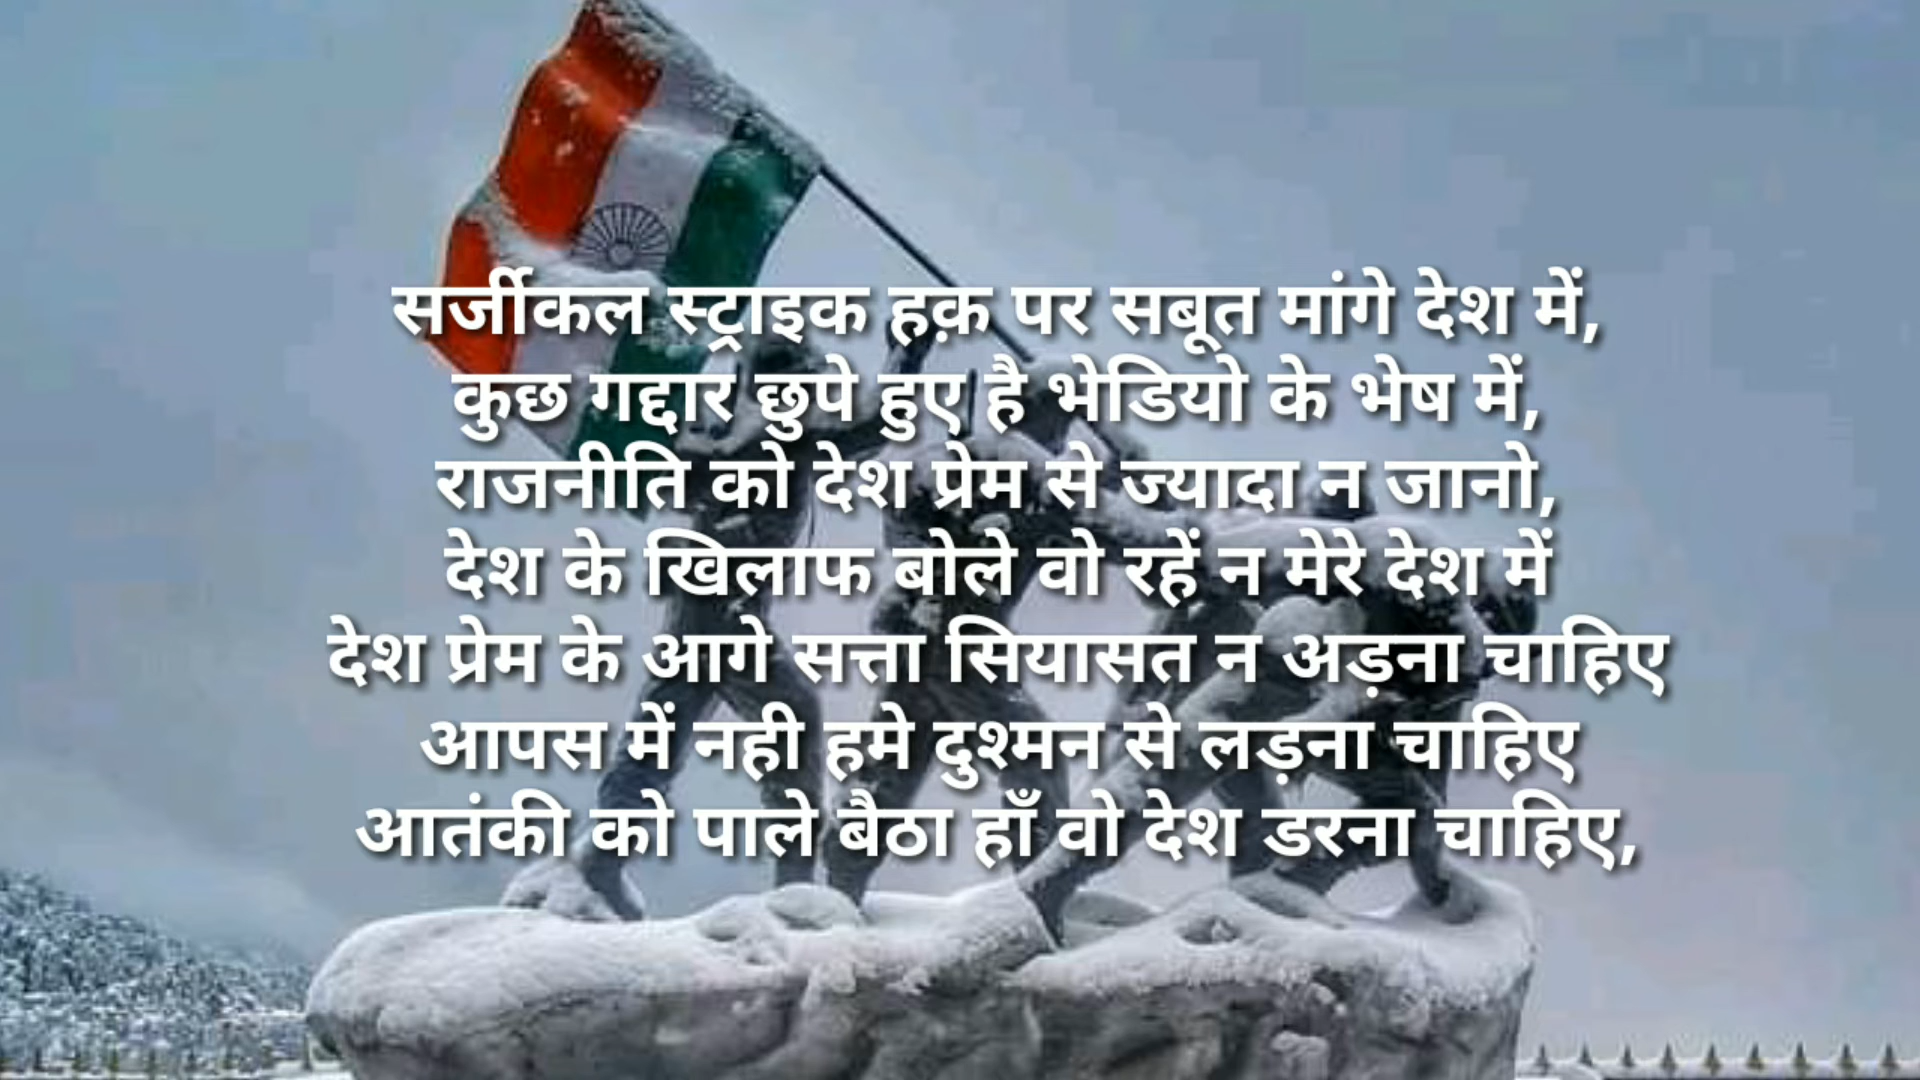 सर्जीकल स्ट्राइक हक़ पर सबूत मांगे देश में,
कुछ गद्दार छुपे हुए है भेडियो के भेष में,
राजनीति को देश प्रेम से ज्यादा न जानो,
देश के खिलाफ बोले वो रहें न मेरे देश में
देश प्रेम के आगे सत्ता सियासत न अड़ना चाहिए
आपस में नही हमे दुश्मन से लड़ना चाहिए
आतंकी को पाले बैठा हाँ वो देश डरना चाहिए,